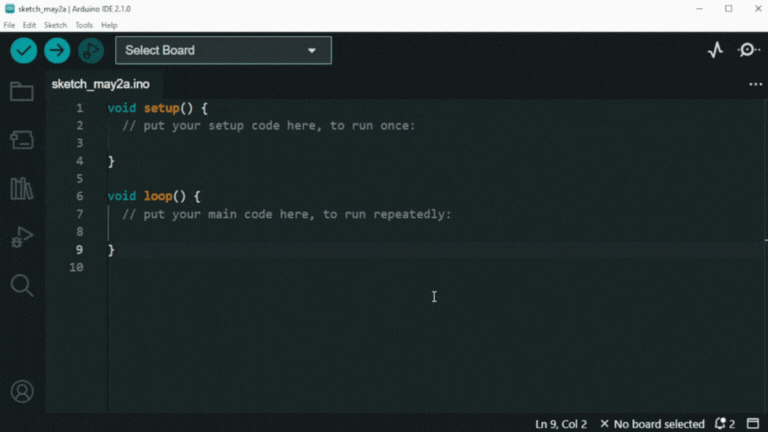 sketch_may2a | Arduino IDE 2.1.0
File Edit Sketch Tools Help
Select Board
sketch_may2a.ino
1 void setup() {
2 // put your setup code here, to run once:
3
4 }
5
6 void loop() {
7 // put your main code here, to run repeatedly:
8
9 }
10
Ln 9, Col 2 × No board selected 2